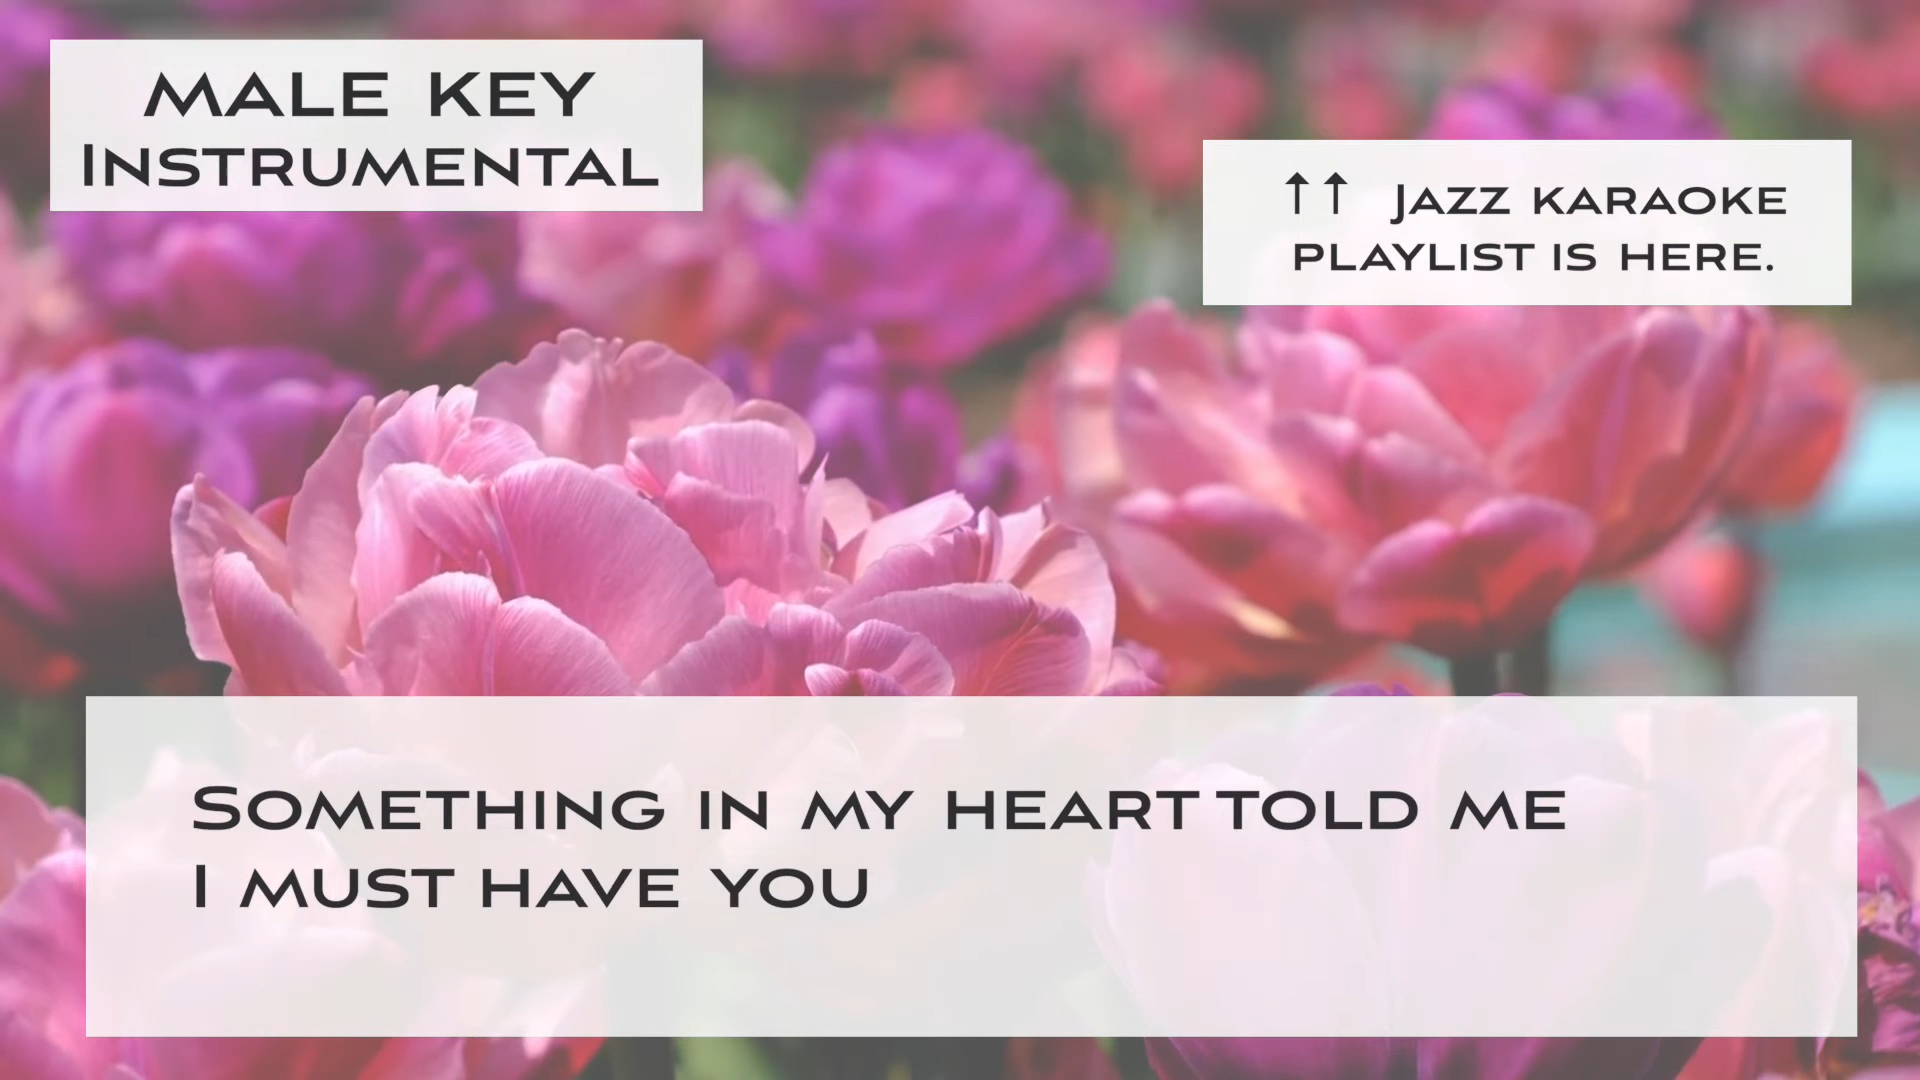 MALE KEY
INSTRUMENTAL
↑↑ JAZZ KARAOKE
PLAYLIST IS HERE.
SOMETHING IN MY HEART TOLD ME
I MUST HAVE YOU